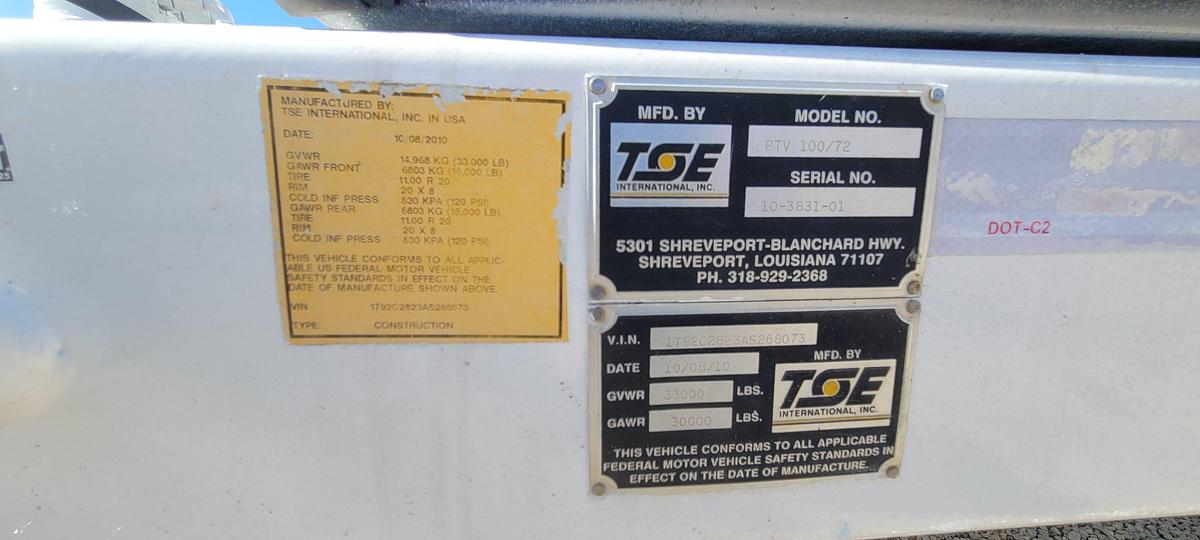 MANUFACTURED BY:
TSE INTERNATIONAL, INC. IN USA
DATE: 10/08/2010
GVWR 14,968 KG (33,000 LB)
GAWR FRONT 6803 KG (15,000 LB)
TIRE 11.00 R 20
RIM 20 X 8
COLD INF PRESS 830 KPA (120 PSI)
GAWR REAR 6803 KG (15,000 LB)
TIRE 11.00 R 20
RIM 20 X 8
COLD INF PRESS 830 KPA (120 PSI)
THIS VEHICLE CONFORMS TO ALL APPLIC-
ABLE US FEDERAL MOTOR VEHICLE
SAFETY STANDARDS IN EFFECT ON THE
DATE OF MANUFACTURE SHOWN ABOVE.
VIN 1T92C2823AS268073
TYPE: CONSTRUCTION
MFD. BY
TSE
INTERNATIONAL, INC.
MODEL NO.
PTV 100/72
SERIAL NO.
10-3831-01
5301 SHREVEPORT-BLANCHARD HWY.
SHREVEPORT, LOUISIANA 71107
PH. 318-929-2368
V.I.N. 1T92C2823AS268073
DATE 10/08/10
GVWR 33000 LBS.
GAWR 30000 LBS.
MFD. BY
TSE
INTERNATIONAL, INC.
THIS VEHICLE CONFORMS TO ALL APPLICABLE
FEDERAL MOTOR VEHICLE SAFETY STANDARDS IN
EFFECT ON THE DATE OF MANUFACTURE.
DOT-C2